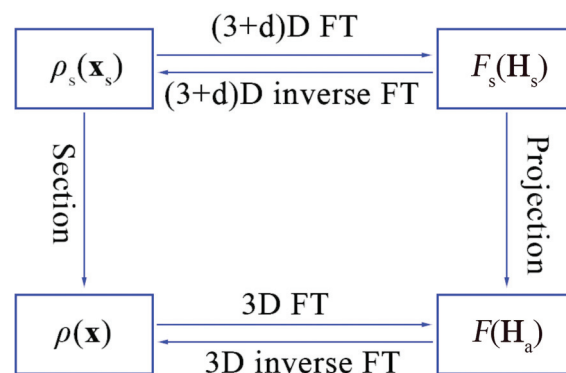 (3+d)D FT
ρₛ(𝐱ₛ)
Fₛ(𝐇ₛ)
(3+d)D inverse FT
Section
Projection
3D FT
ρ(𝐱)
F(𝐇ₐ)
3D inverse FT